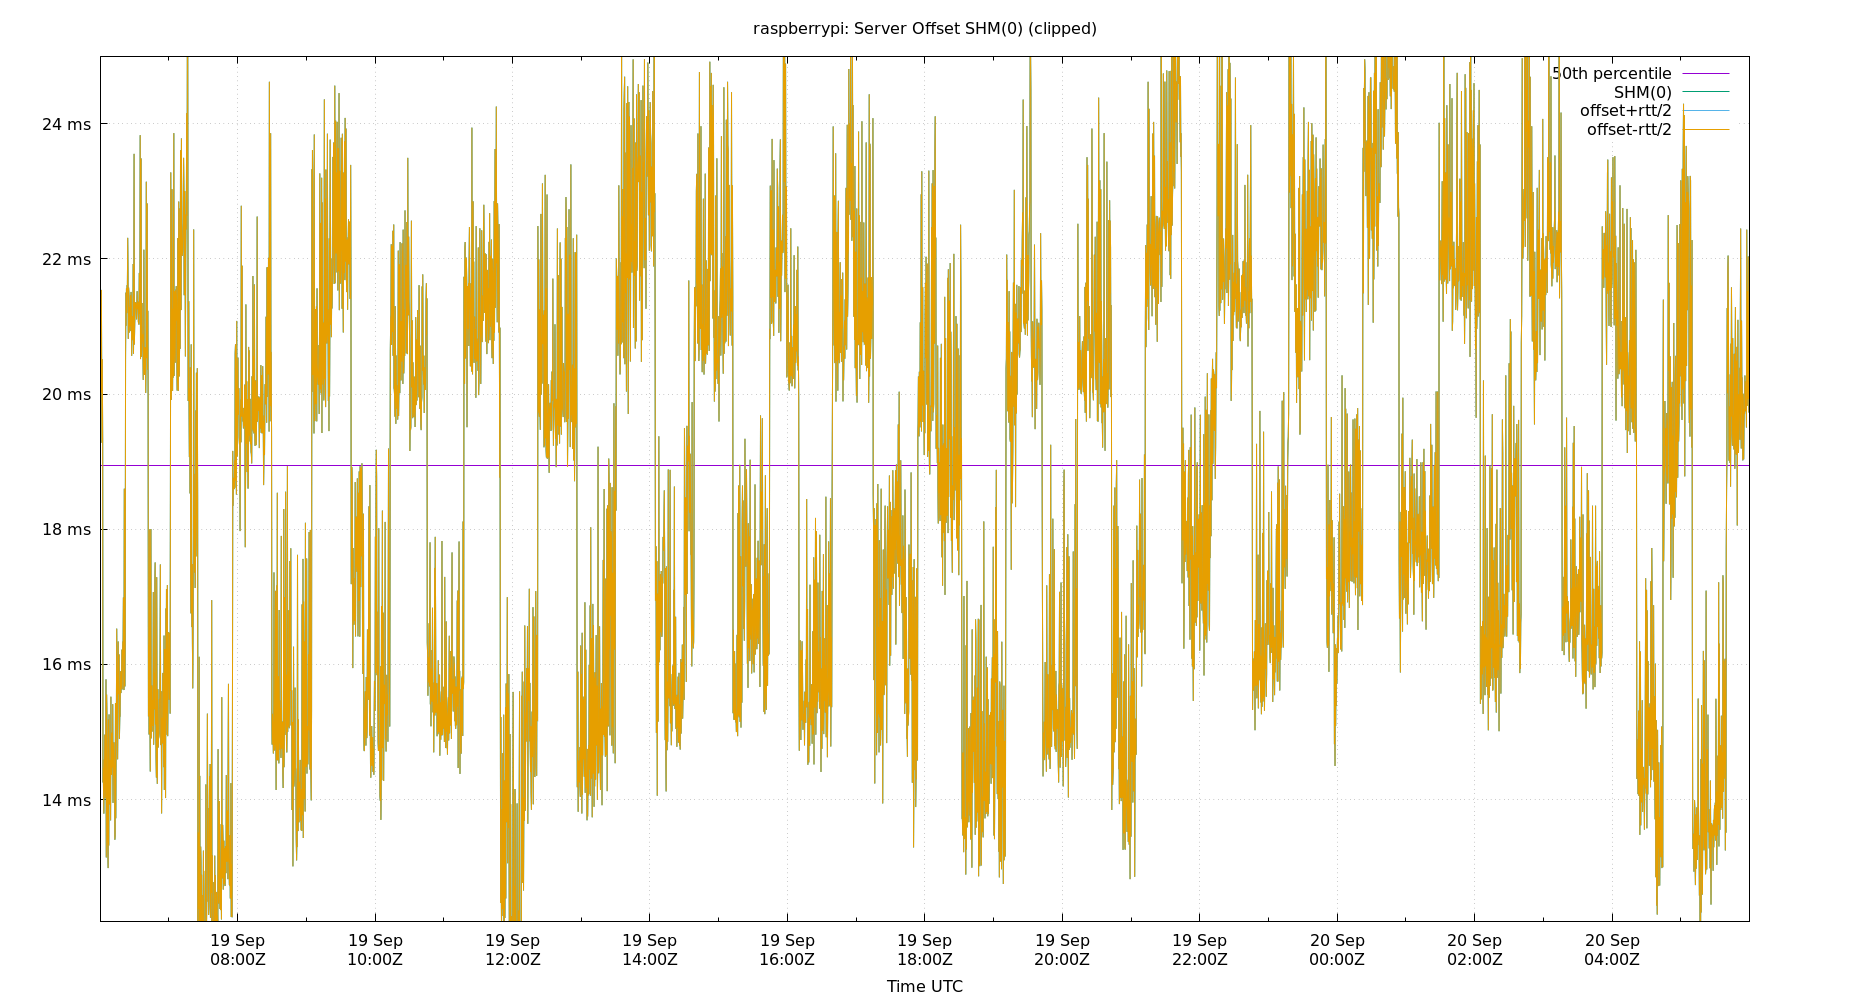 raspberrypi: Server Offset SHM(0) (clipped)
50th percentile
SHM(0)
offset+rtt/2
offset-rtt/2
24 ms
22 ms
20 ms
18 ms
16 ms
14 ms
19 Sep 19 Sep 19 Sep 19 Sep 19 Sep 19 Sep 19 Sep 19 Sep 20 Sep 20 Sep 20 Sep
08:00Z 10:00Z 12:00Z 14:00Z 16:00Z 18:00Z 20:00Z 22:00Z 00:00Z 02:00Z 04:00Z
Time UTC